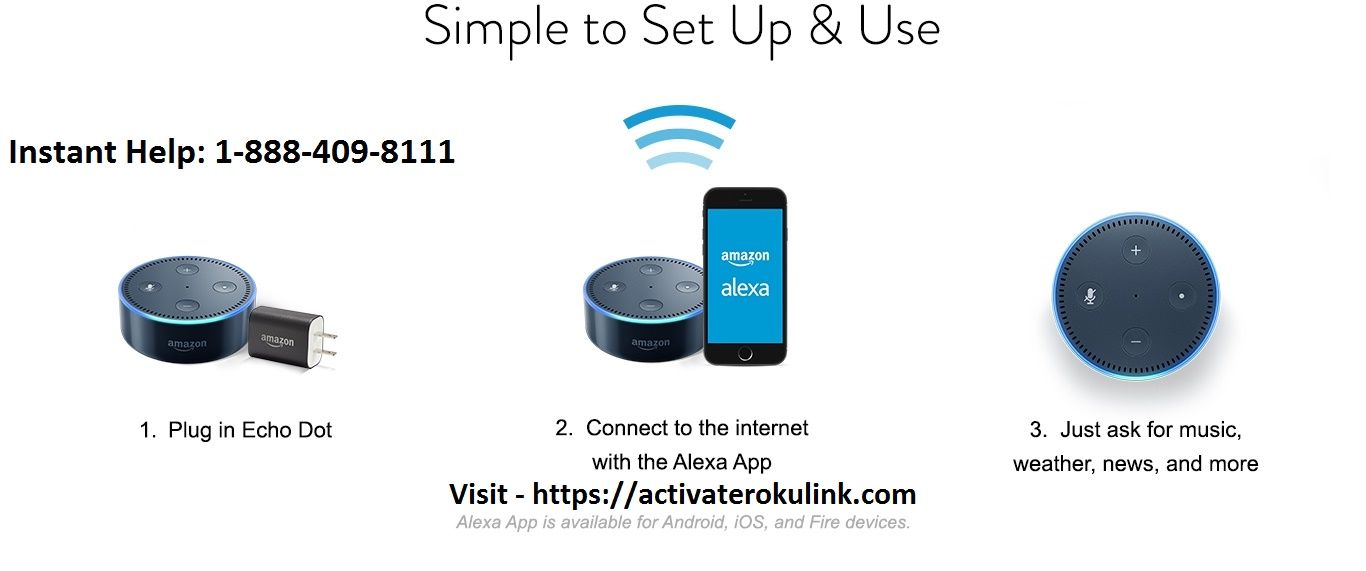 Simple to Set Up & Use
Instant Help: 1-888-409-8111
amazon
alexa
amazon
amazon
amazon
1. Plug in Echo Dot
2. Connect to the internet
with the Alexa App
3. Just ask for music,
weather, news, and more
Visit - https://activaterokulink.com
Alexa App is available for Android, iOS, and Fire devices.